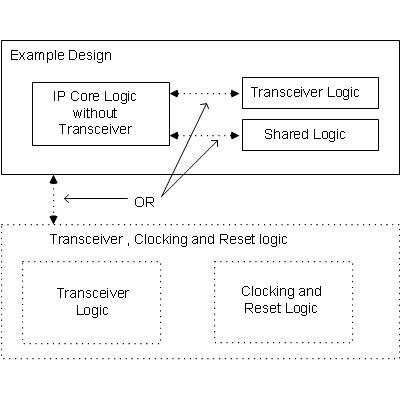 Example Design
IP Core Logic
without
Transceiver
Transceiver Logic
Shared Logic
OR
Transceiver , Clocking and Reset logic
Transceiver
Logic
Clocking and
Reset Logic